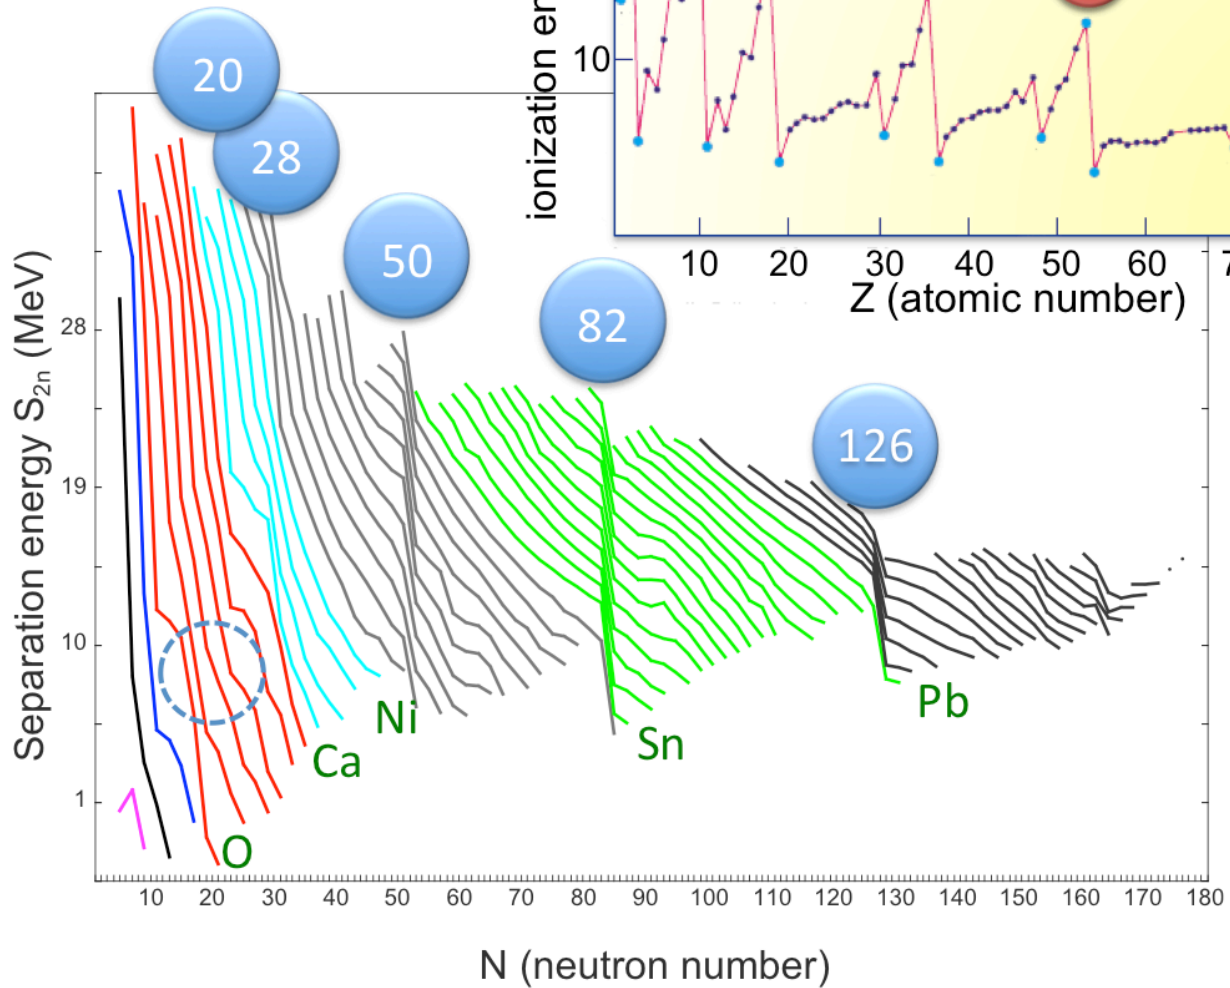 20
28
50
82
126
ionization en
10
10 20 30 40 50 60
Z (atomic number)
Separation energy S₂ₙ (MeV)
28
19
10
1
O
Ca
Ni
Sn
Pb
10 20 30 40 50 60 70 80 90 100 110 120 130 140 150 160 170 180
N (neutron number)